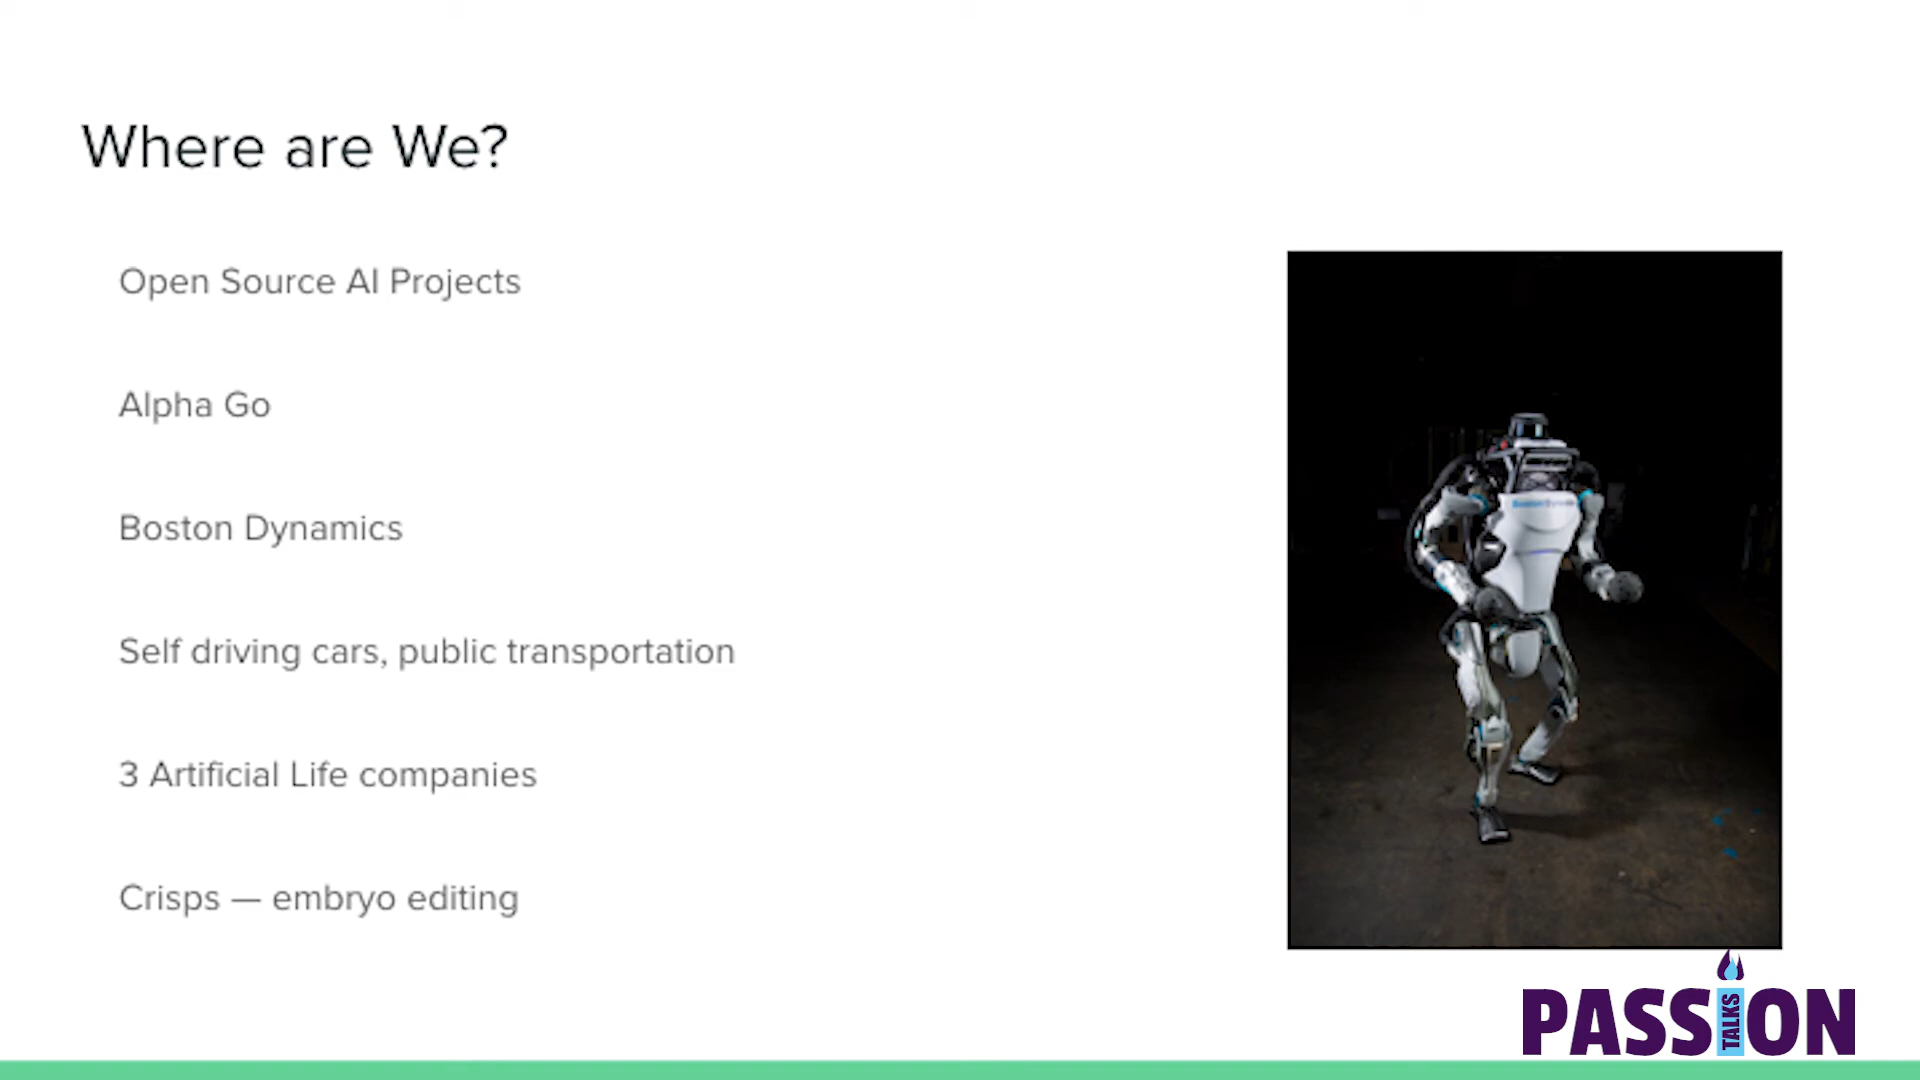 Where are We?
Open Source AI Projects
Alpha Go
Boston Dynamics
Self driving cars, public transportation
3 Artificial Life companies
Crisps — embryo editing
PASSION
TALKS